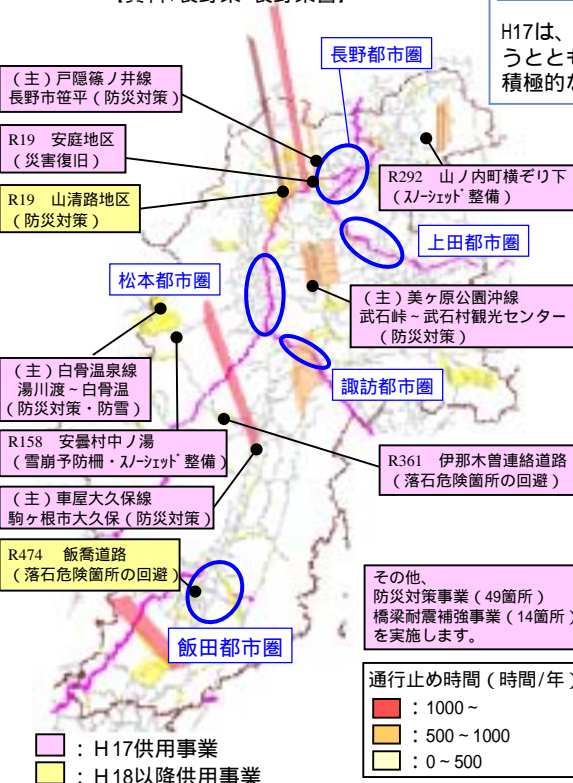 H17は、
うととも
積極的な
長野都市圏
（主）戸隠篠ノ井線
長野市笹平（防災対策）
R19 安庭地区
（災害復旧）
R19 山清路地区
（防災対策）
R292 山ノ内町横ぞり下
（ｽﾉｰｼｪｯﾄﾞ整備）
上田都市圏
松本都市圏
（主）美ヶ原公園沖線
武石峠～武石村観光センター
（防災対策）
（主）白骨温泉線
湯川渡～白骨温
（防災対策・防雪）
諏訪都市圏
R158 安曇村中ノ湯
（雪崩予防柵・ｽﾉｰｼｪｯﾄﾞ整備）
R361 伊那木曽連絡道路
（落石危険箇所の回避）
（主）車屋大久保線
駒ヶ根市大久保（防災対策）
R474 飯喬道路
（落石危険箇所の回避）
飯田都市圏
その他、
防災対策事業（49箇所）
橋梁耐震補強事業（14箇所）
を実施します。
通行止め時間（時間/年）
：1000～
：500～1000
：0～500
：H17供用事業
：H18以降供用事業